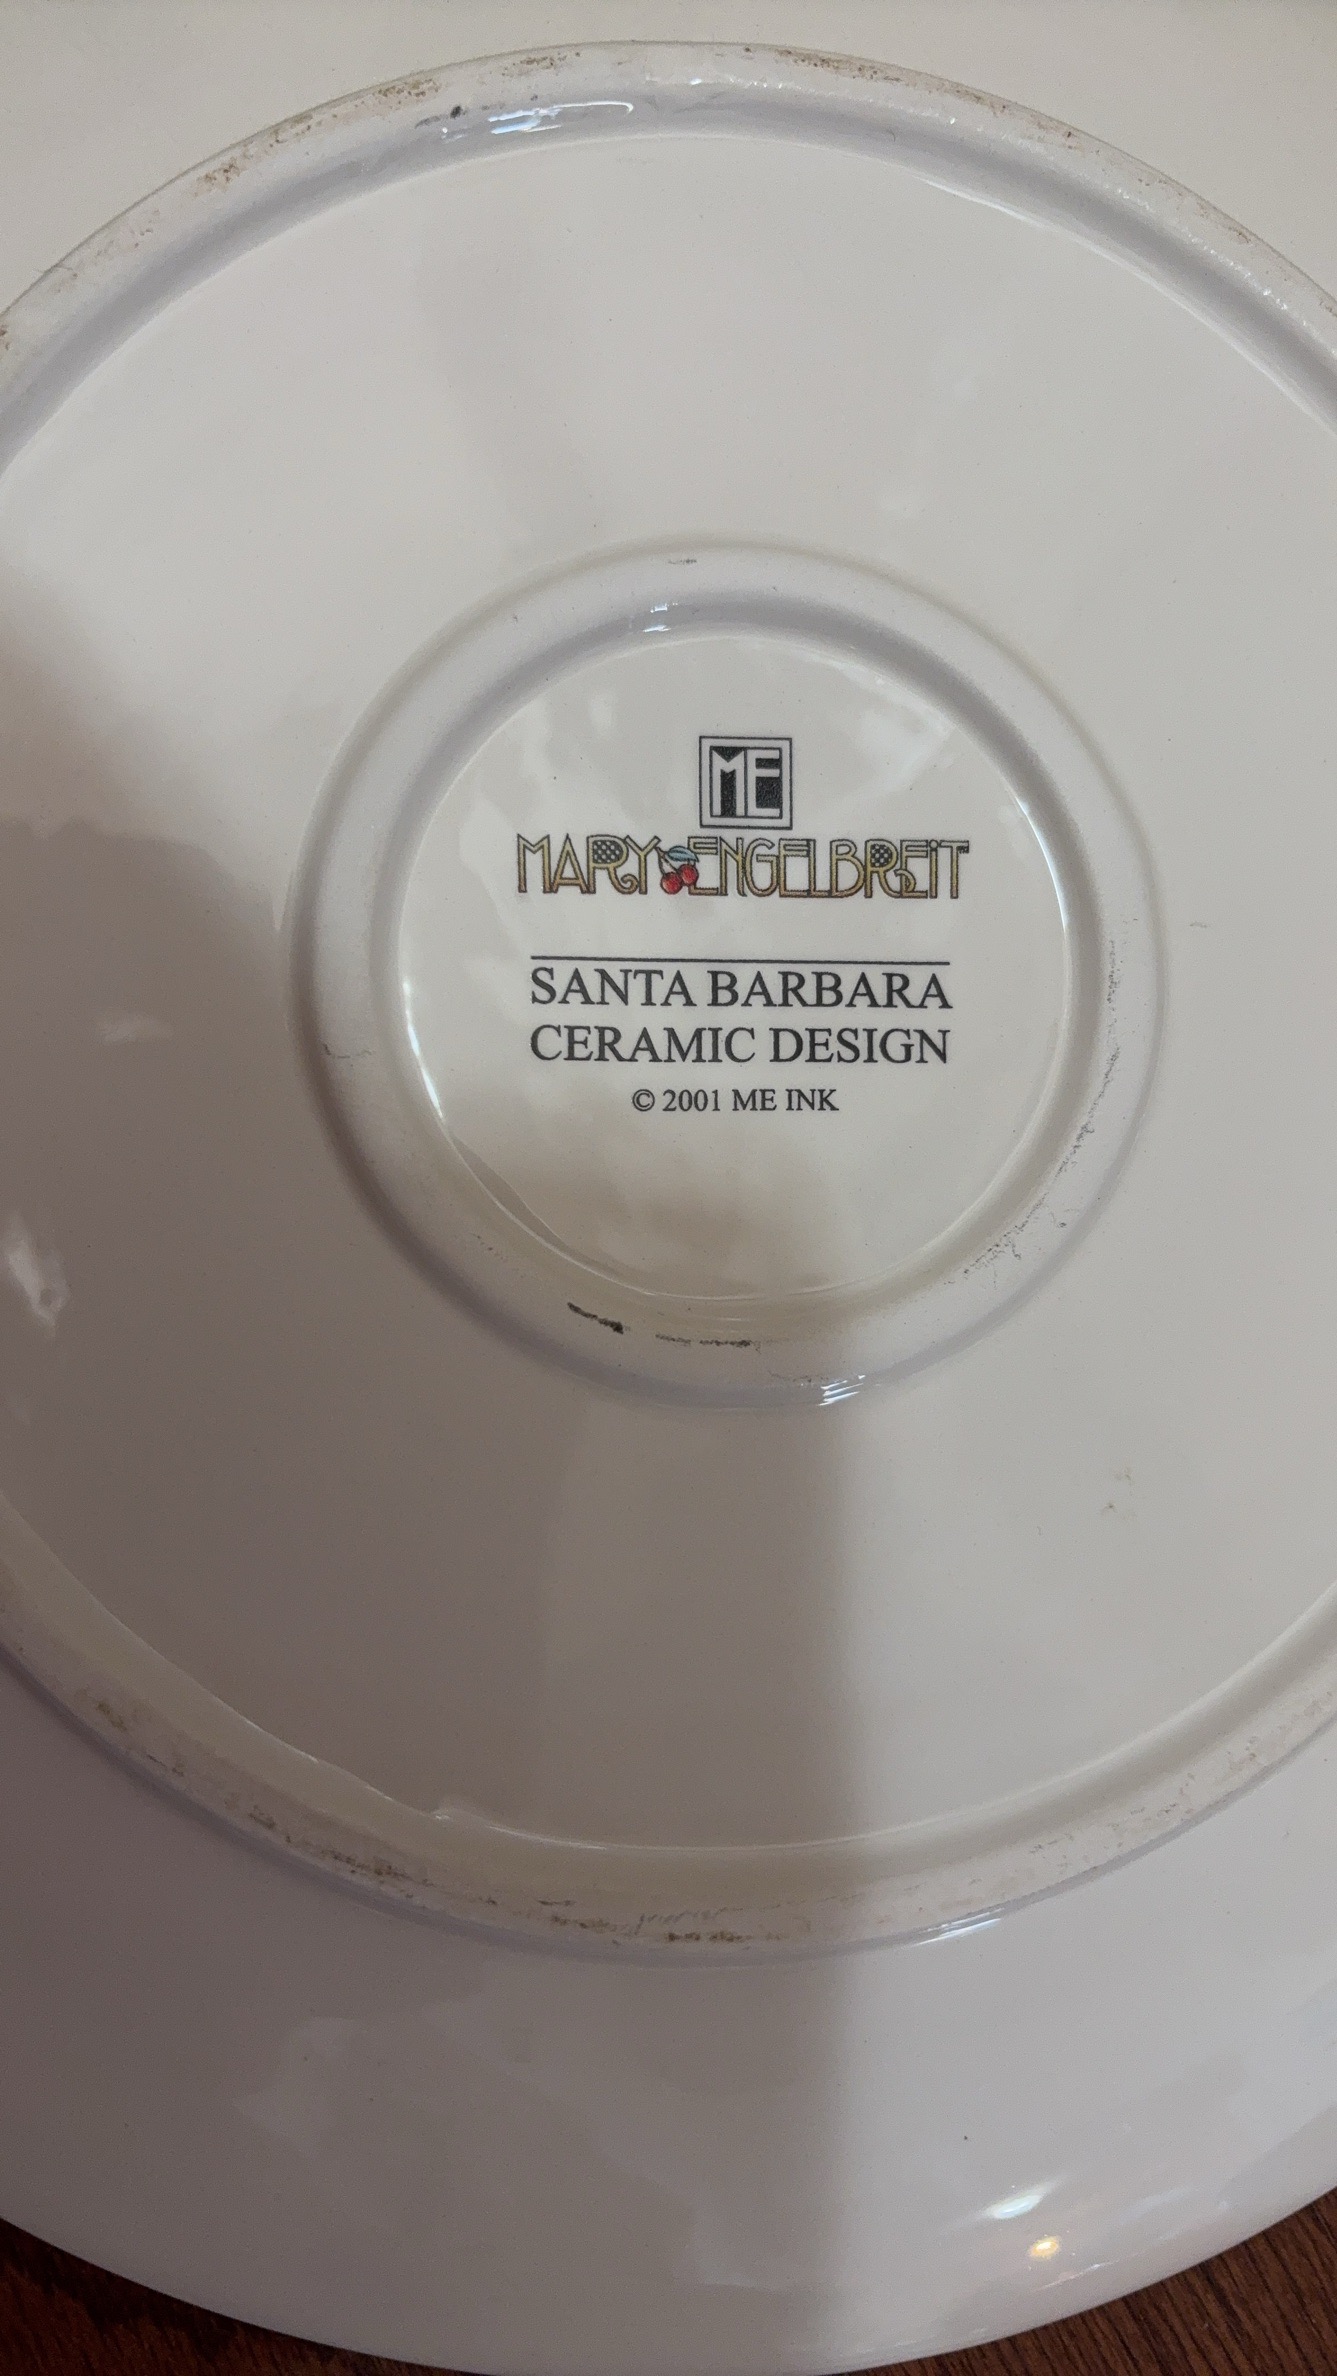 ME
MARY ENGELBREIT
SANTA BARBARA
CERAMIC DESIGN
© 2001 ME INK